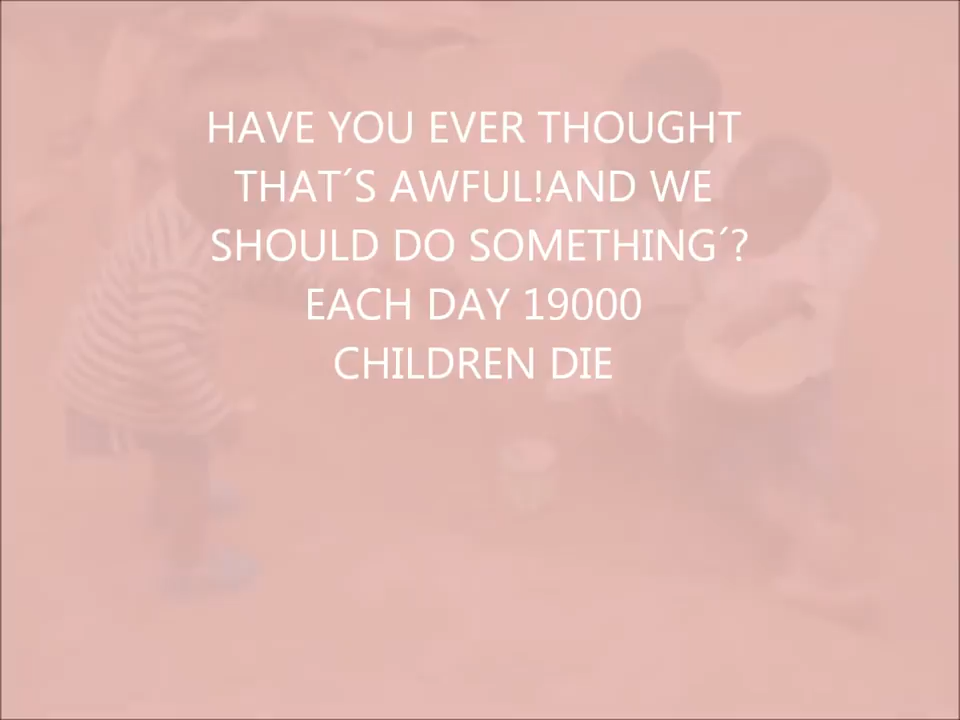 HAVE YOU EVER THOUGHT
THAT´S AWFUL!AND WE
SHOULD DO SOMETHING´?
EACH DAY 19000
CHILDREN DIE